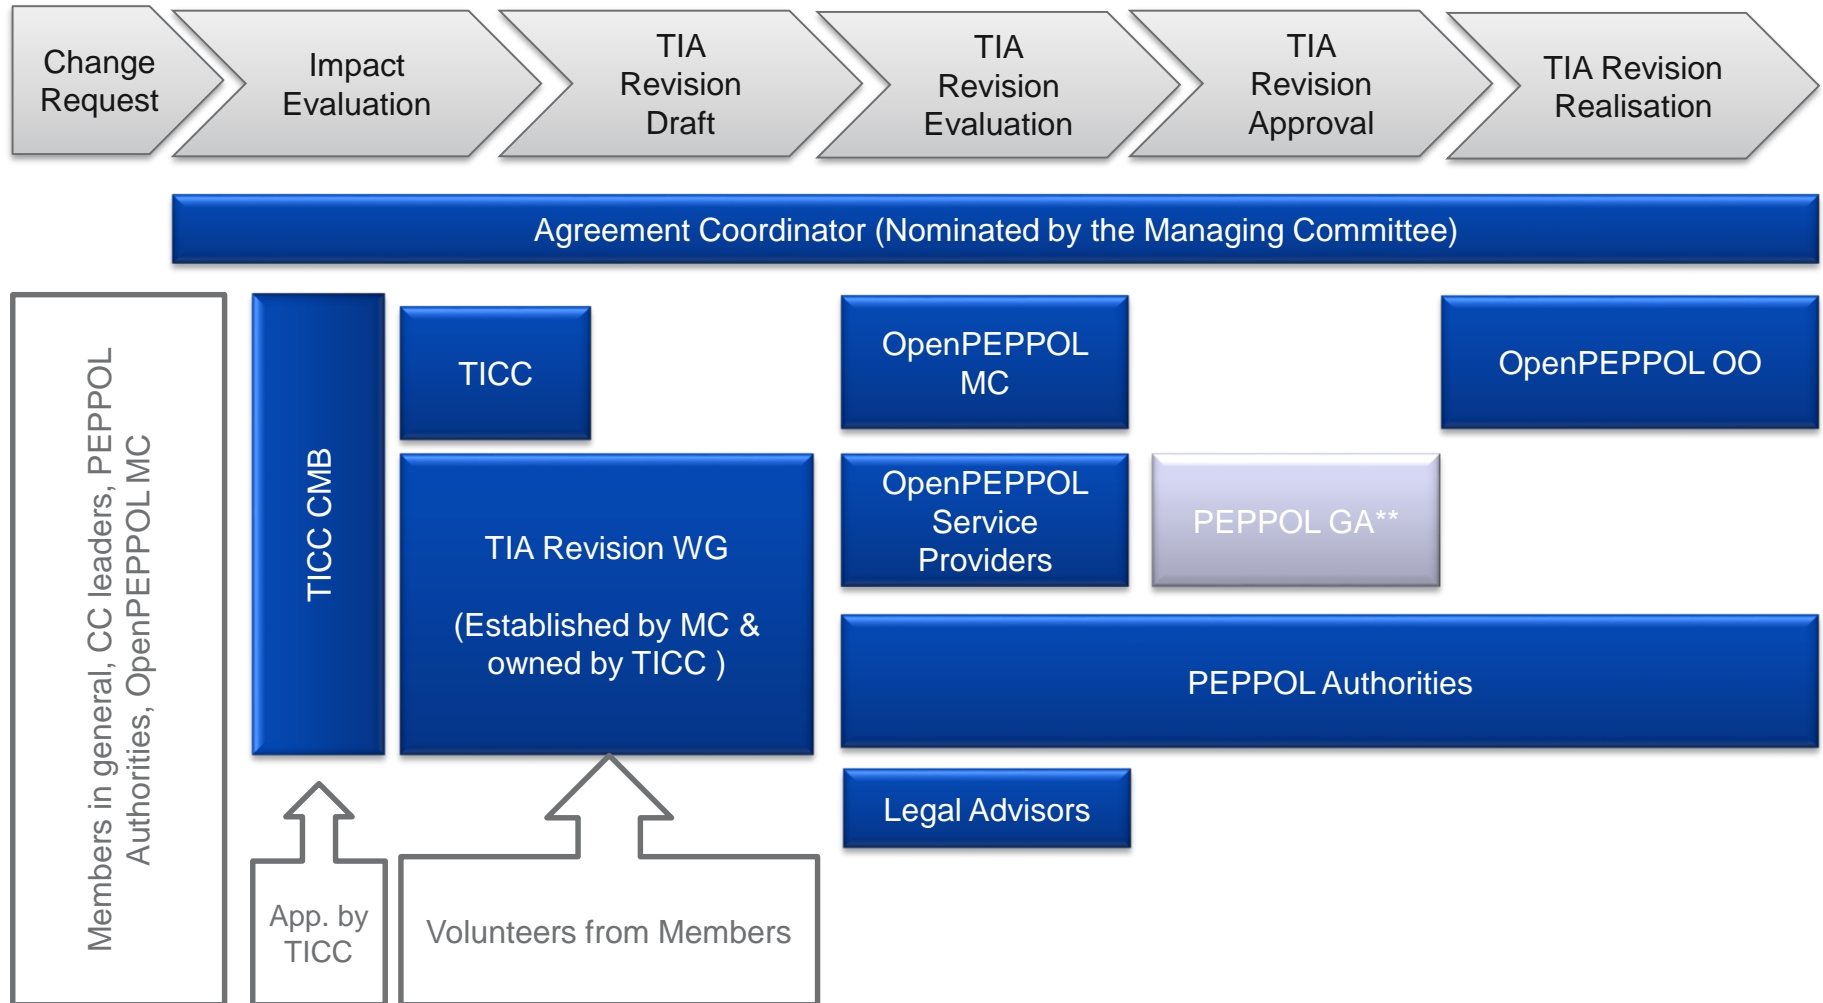 Change
Request
Impact
Evaluation
TIA
Revision
Draft
TIA
Revision
Evaluation
TIA
Revision
Approval
TIA Revision
Realisation
Agreement Coordinator (Nominated by the Managing Committee)
Members in general, CC leaders, PEPPOL
Authorities, OpenPEPPOL MC
TICC CMB
TICC
TIA Revision WG
(Established by MC &
owned by TICC )
OpenPEPPOL
MC
OpenPEPPOL
Service
Providers
PEPPOL GA**
OpenPEPPOL OO
PEPPOL Authorities
Legal Advisors
App. by
TICC
Volunteers from Members